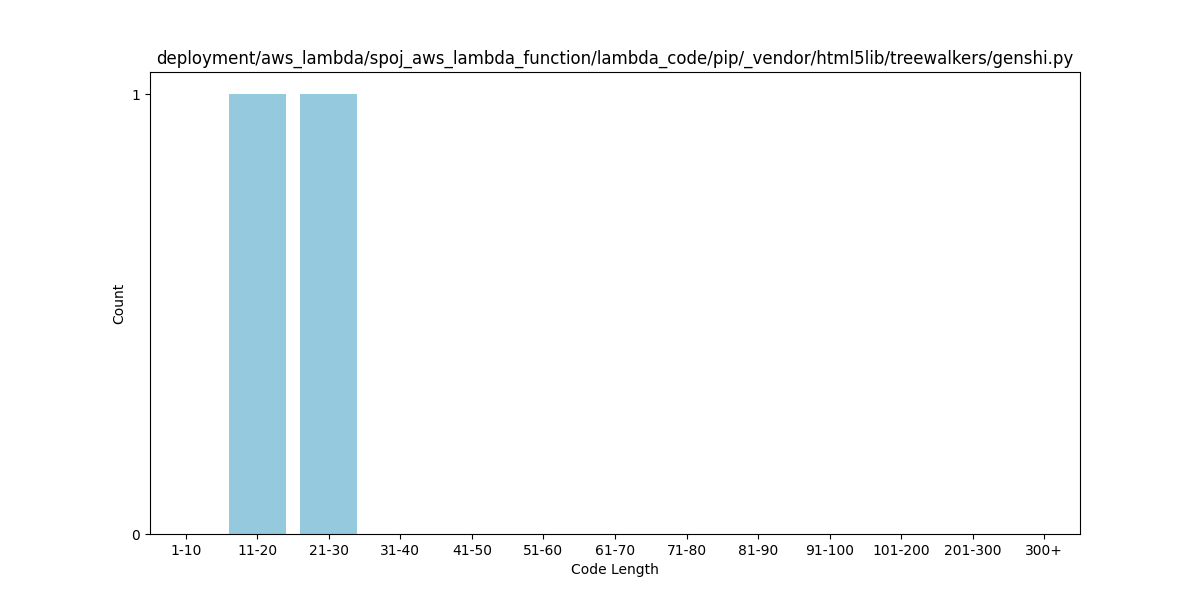 deployment/aws_lambda/spoj_aws_lambda_function/lambda_code/pip/_vendor/html5lib/treewalkers/genshi.py
1
Count
0
1-10 11-20 21-30 31-40 41-50 51-60 61-70 71-80 81-90 91-100 101-200 201-300 300+
Code Length